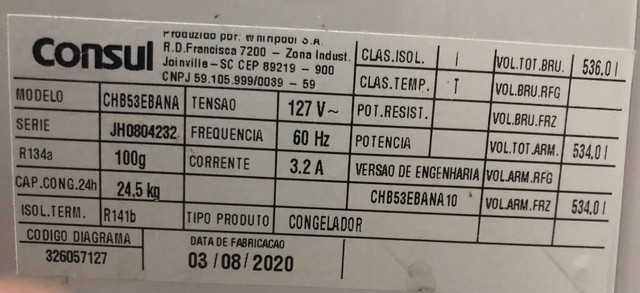 Consul
Produzido por: Whirlpool S.A.
R.D.Francisca 7200 - Zona Indust.
Joinville-SC CEP 89219 - 900
CNPJ 59.105.999/0039 - 59
CLAS.ISOL. I VOL.TOT.BRU. 536,0 l
CLAS.TEMP. T VOL.BRU.RFG
MODELO CHB53EBANA TENSAO 127 V~ POT.RESIST. VOL.BRU.FRZ
SERIE JH0804232 FREQUENCIA 60 Hz POTENCIA VOL.TOT.ARM. 534,0 l
R134a 100g CORRENTE 3.2 A VERSAO DE ENGENHARIA VOL.ARM.RFG
CAP.CONG.24h 24,5 kg CHB53EBANA10 VOL.ARM.FRZ 534,0 l
ISOL.TERM. R141b TIPO PRODUTO CONGELADOR
CODIGO DIAGRAMA DATA DE FABRICACAO
326057127 03/08/2020